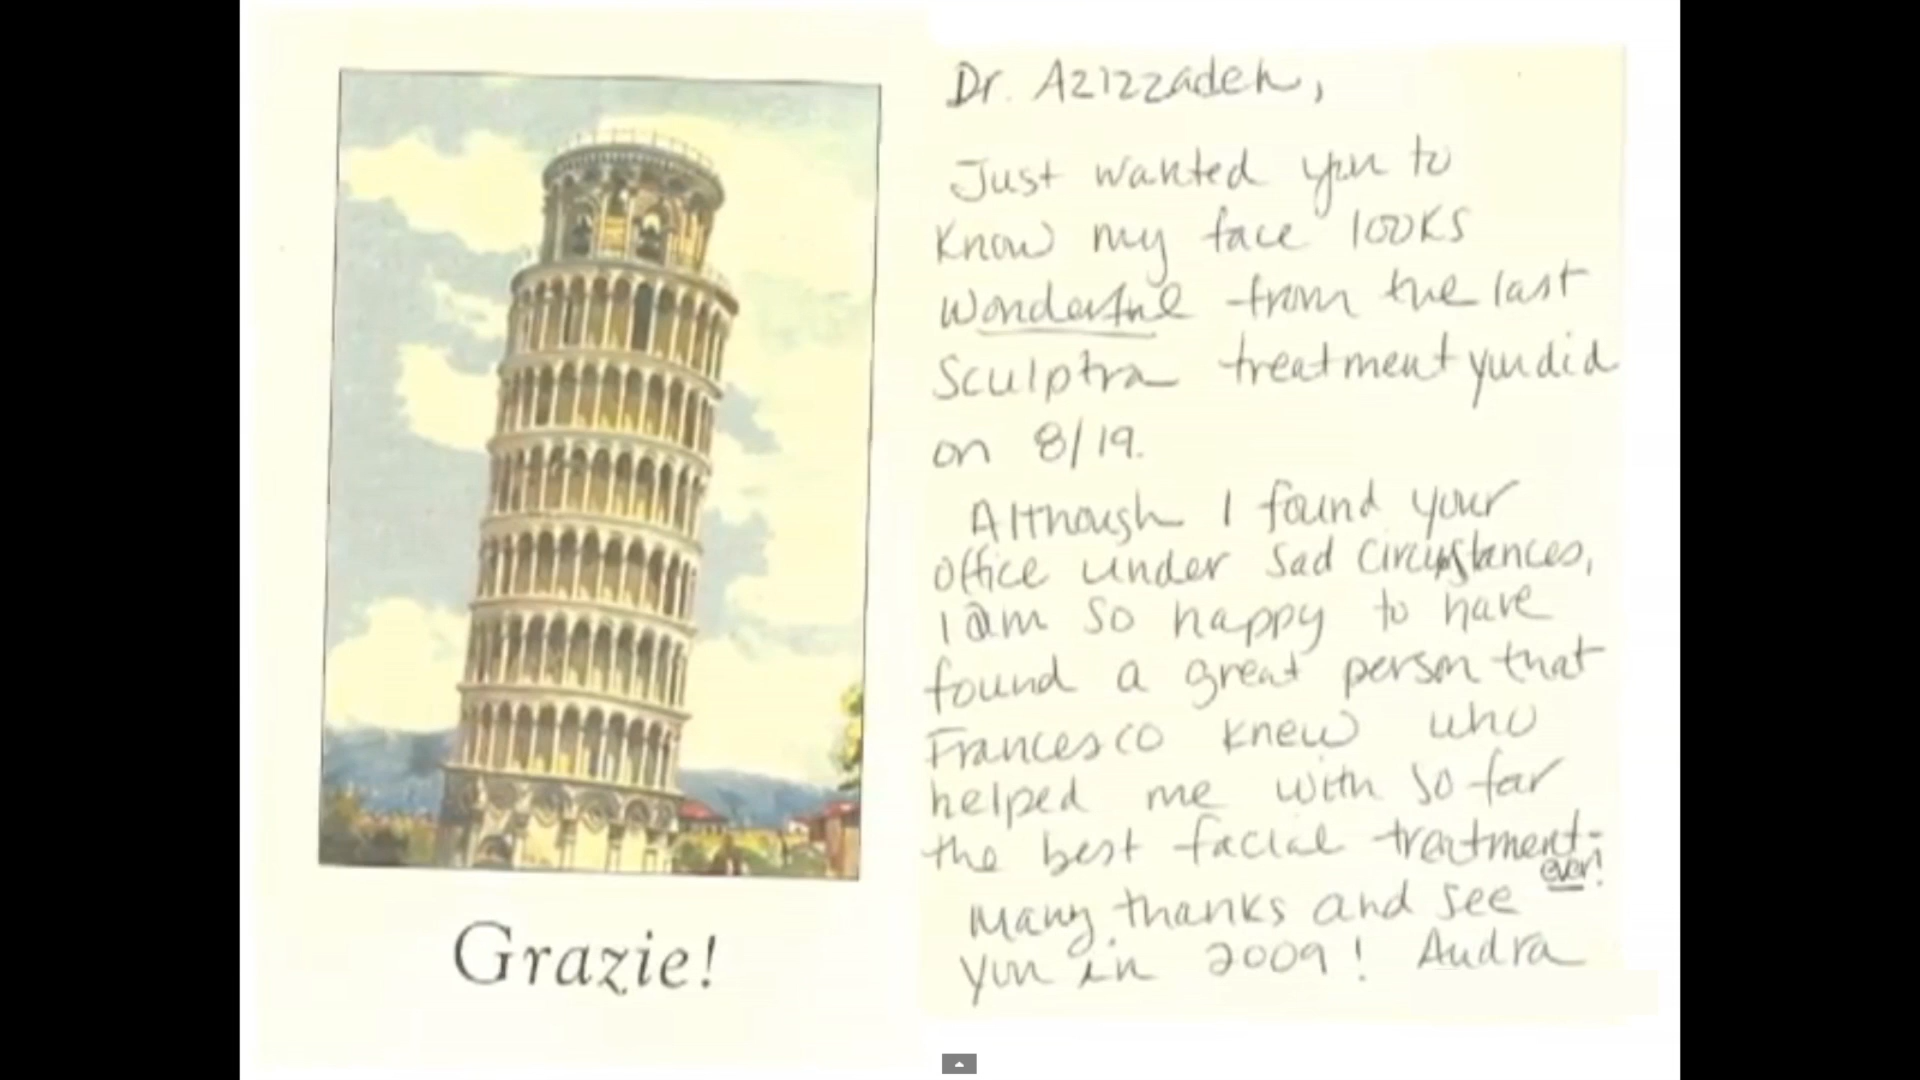 Grazie!
Dr. Azizzadeh,
Just wanted you to
know my face looks
wonderful from the last
Sculptra treatment you did
on 8/19.
Although I found your
office under sad circumstances,
I am so happy to have
found a great person that
Francesco knew who
helped me with so far
the best facial treatment-
ever!
Many thanks and see
you in 2009! Audra